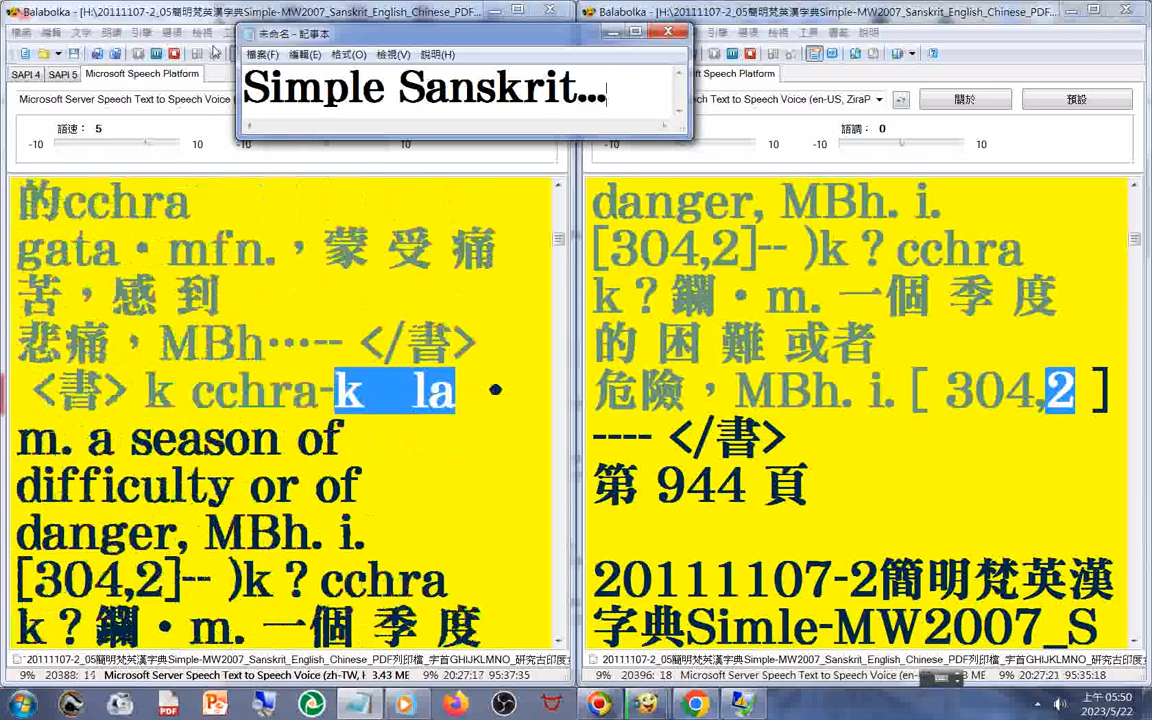 Balabolka - [H:\20111107-2_05簡明梵英漢字典Simple-MW2007_Sanskrit_English_Chinese_PDF...
Balabolka - [H:\20111107-2_05簡明梵英漢字典Simple-MW2007_Sanskrit_English_Chinese_PDF...
未命名 - 記事本
檔案(F) 編輯(E) 格式(O) 檢視(V) 說明(H)
Simple Sanskrit...
SAPI 4 SAPI 5 Microsoft Speech Platform
Speech Platform
Microsoft Server Speech Text to Speech Voice
Text to Speech Voice (en-US, ZiraP
關於
預設
語速： 5
語調： 0
-10 10
-10 10
的cchra
gata・mfn.，蒙 受 痛
苦，感 到
悲痛，MBh…-- </書>
<書> k cchra-k la ・
m. a season of
difficulty or of
danger, MBh. i.
[304,2]-- )k？cchra
k？鑭・m. 一個 季 度
danger, MBh. i.
[304,2]-- )k？cchra
k？鑭・m. 一個 季 度
的 困 難 或者
危險，MBh. i. [ 304,2 ]
---- </書>
第 944 頁
20111107-2簡明梵英漢
字典Simle-MW2007_S
20111107-2_05簡明梵英漢字典Simple-MW2007_Sanskrit_English_Chinese_PDF列印檔_字首GHIJKLMNO_研究古印度
20111107-2_05簡明梵英漢字典Simple-MW2007_Sanskrit_English_Chinese_PDF列印檔_字首GHIJKLMNO_研究古印度
9% 20388: 1 Microsoft Server Speech Text to Speech Voice (zh-TW, 3.43 ME 9% 20:27:17 95:37:35
9% 20396: 18 Microsoft Server Speech Text to Speech Voice (en-US, 9% 20:27:21 95:35:18
上午 05:50
2023/5/22